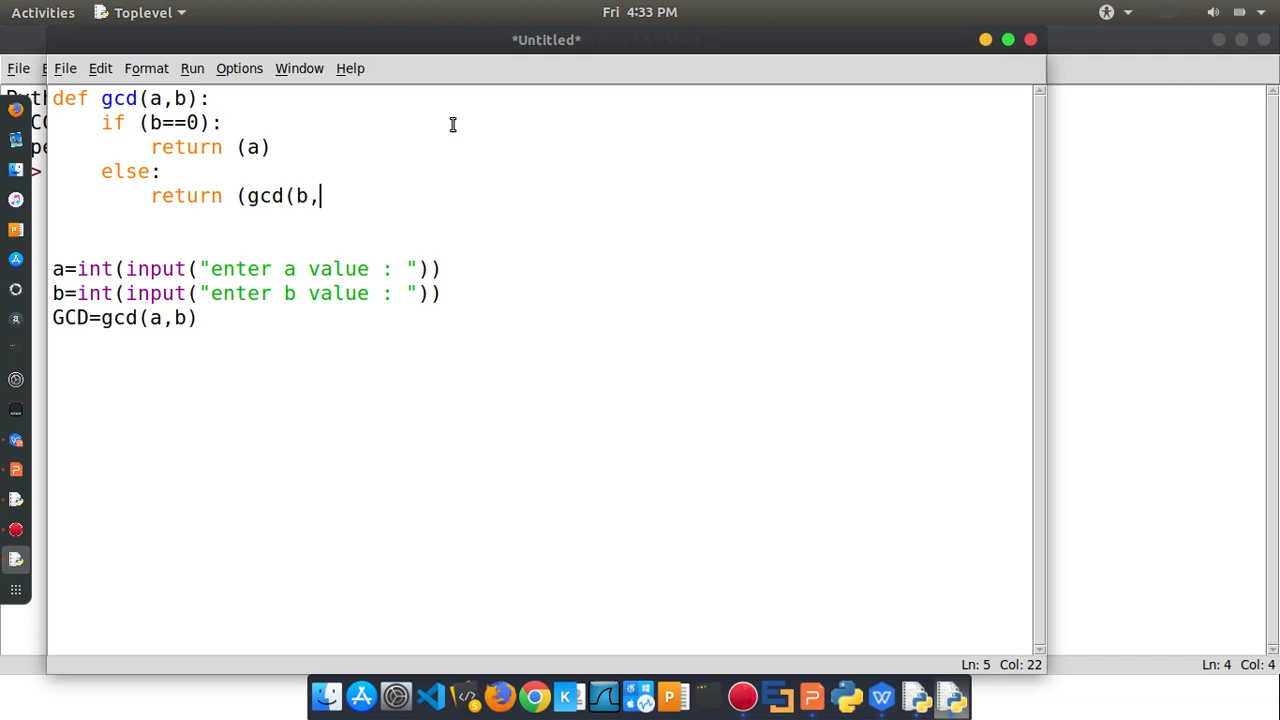 Activities Toplevel Fri 4:33 PM
*Untitled*
File Edit Format Run Options Window Help
def gcd(a,b):
    if (b==0):
        return (a)
    else:
        return (gcd(b,
a=int(input("enter a value : "))
b=int(input("enter b value : "))
GCD=gcd(a,b)
Ln: 5 Col: 22
File
Ln: 4 Col: 4